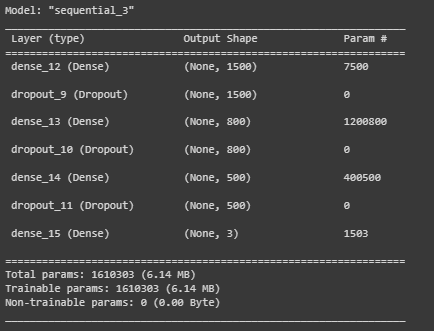 Model: "sequential_3"
Layer (type) Output Shape Param #
dense_12 (Dense) (None, 1500) 7500
dropout_9 (Dropout) (None, 1500) 0
dense_13 (Dense) (None, 800) 1200800
dropout_10 (Dropout) (None, 800) 0
dense_14 (Dense) (None, 500) 400500
dropout_11 (Dropout) (None, 500) 0
dense_15 (Dense) (None, 3) 1503
Total params: 1610303 (6.14 MB)
Trainable params: 1610303 (6.14 MB)
Non-trainable params: 0 (0.00 Byte)